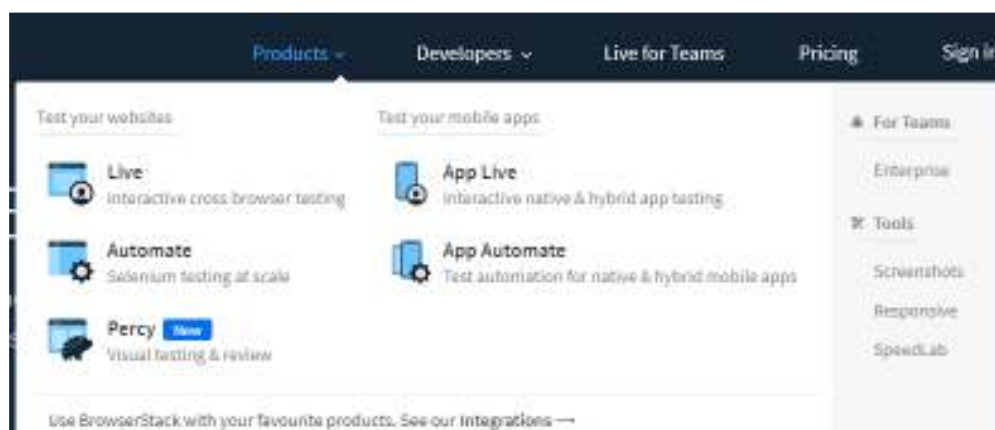 Products Developers Live for Teams Pricing Sign in
Test your websites
Live
Interactive cross browser testing
Automate
Selenium testing at scale
Percy New
Visual testing & review
Test your mobile apps
App Live
Interactive native & hybrid app testing
App Automate
Test automation for native & hybrid mobile apps
Use BrowserStack with your favourite products. See our Integrations →
For Teams
Enterprise
Tools
Screenshots
Responsive
SpeedLab